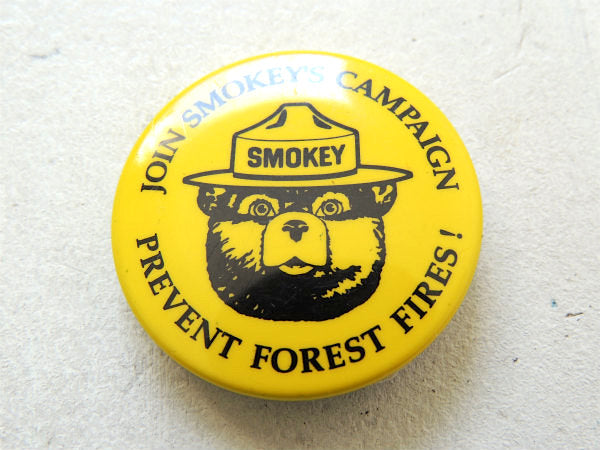 JOIN SMOKEY'S CAMPAIGN
SMOKEY
PREVENT FOREST FIRES!